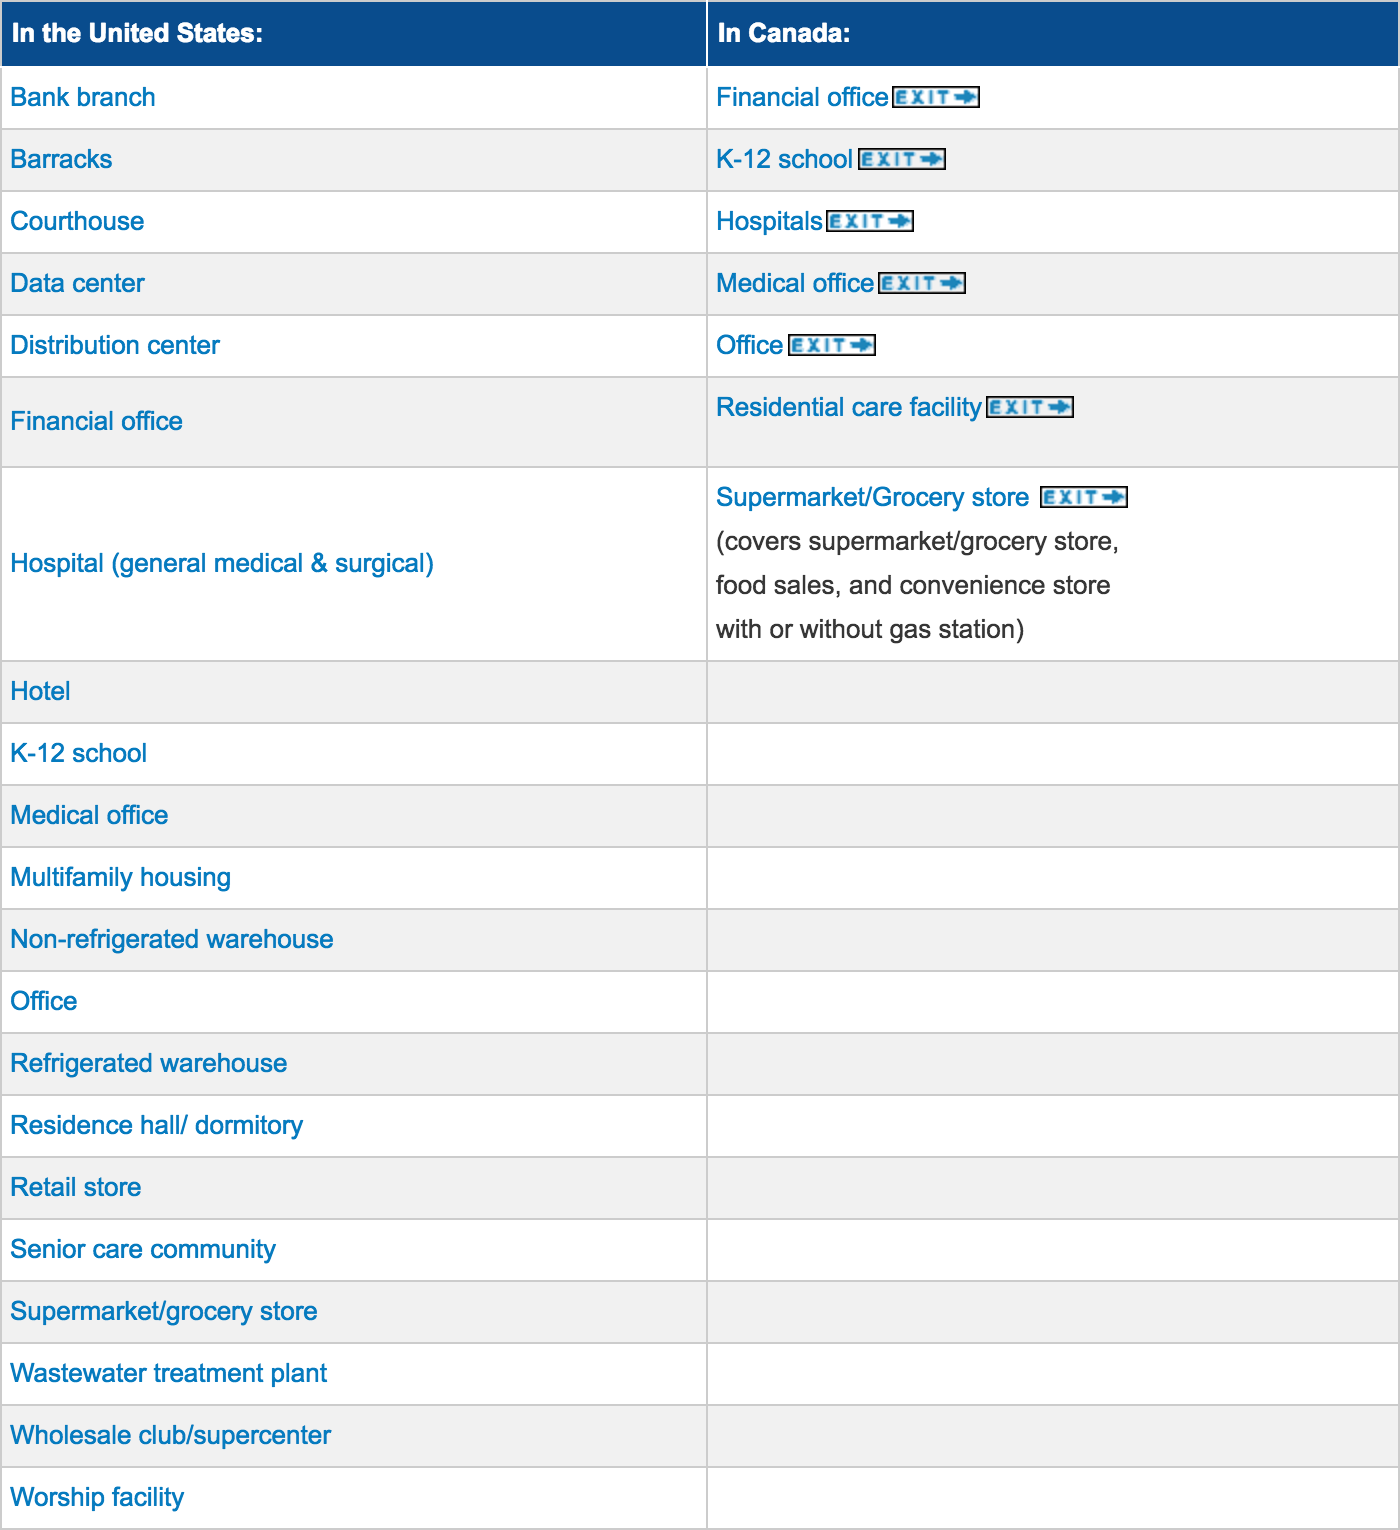 In the United States: In Canada:
Bank branch Financial office EXIT
Barracks K-12 school EXIT
Courthouse Hospitals EXIT
Data center Medical office EXIT
Distribution center Office EXIT
Financial office Residential care facility EXIT
Hospital (general medical & surgical) Supermarket/Grocery store EXIT
(covers supermarket/grocery store,
food sales, and convenience store
with or without gas station)
Hotel
K-12 school
Medical office
Multifamily housing
Non-refrigerated warehouse
Office
Refrigerated warehouse
Residence hall/ dormitory
Retail store
Senior care community
Supermarket/grocery store
Wastewater treatment plant
Wholesale club/supercenter
Worship facility